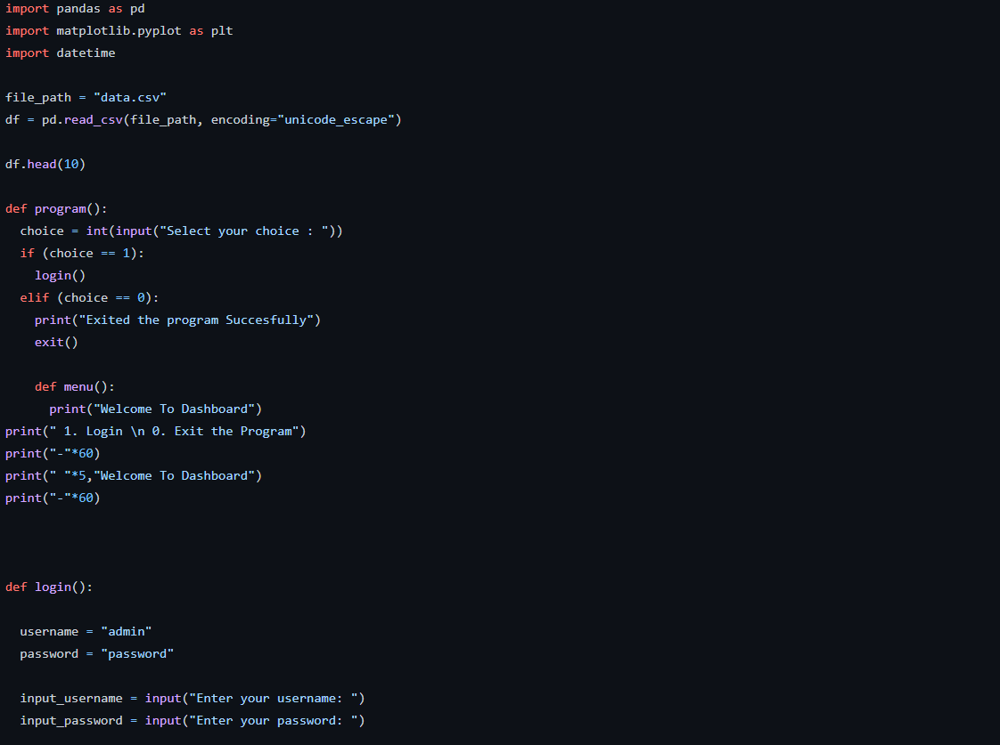 import pandas as pd
import matplotlib.pyplot as plt
import datetime
file_path = "data.csv"
df = pd.read_csv(file_path, encoding="unicode_escape")
df.head(10)
def program():
  choice = int(input("Select your choice : "))
  if (choice == 1):
    login()
  elif (choice == 0):
    print("Exited the program Succesfully")
    exit()
    def menu():
      print("Welcome To Dashboard")
print(" 1. Login \n 0. Exit the Program")
print("-"*60)
print(" "*5,"Welcome To Dashboard")
print("-"*60)
def login():
  username = "admin"
  password = "password"
  input_username = input("Enter your username: ")
  input_password = input("Enter your password: ")